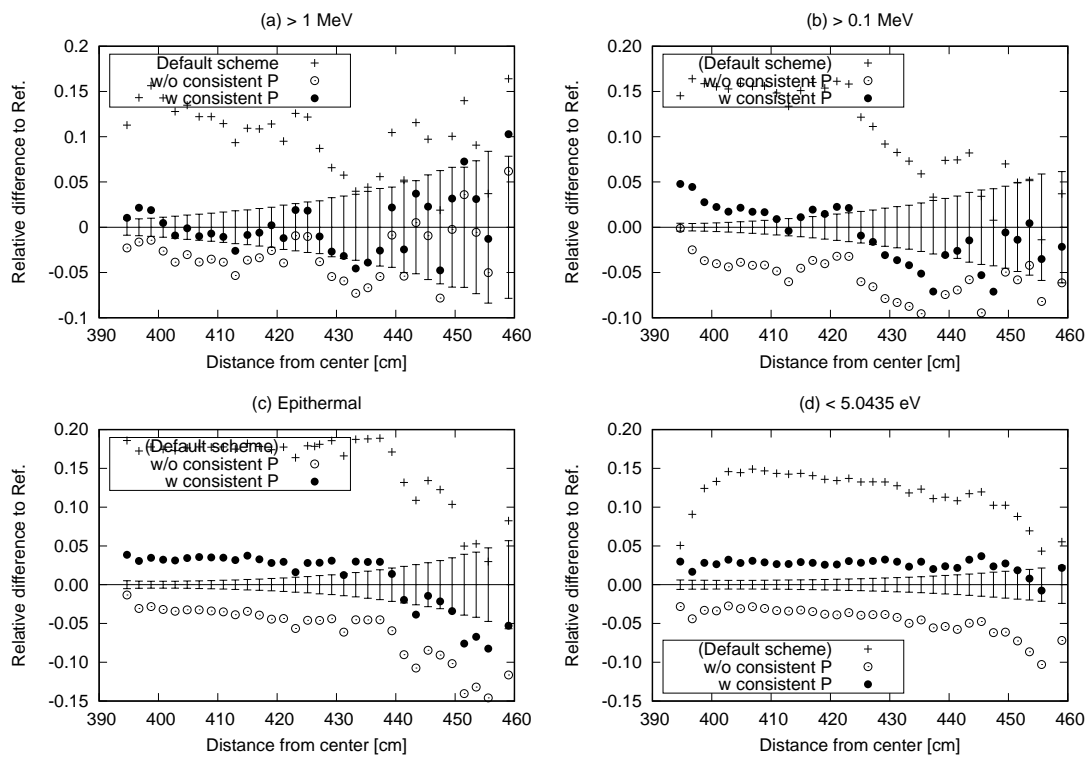 (a) > 1 MeV
0.20
0.15
0.1
0.05
0
-0.05
-0.1
Relative difference to Ref.
Default scheme
w/o consistent P
w consistent P
390 400 410 420 430 440 450 460
Distance from center [cm]
(b) > 0.1 MeV
0.20
0.15
0.10
0.05
0.00
-0.05
-0.10
Relative difference to Ref.
(Default scheme)
w/o consistent P
w consistent P
390 400 410 420 430 440 450 460
Distance from center [cm]
(c) Epithermal
0.20
0.15
0.10
0.05
0.00
-0.05
-0.10
-0.15
Relative difference to Ref.
(Default scheme)
w/o consistent P
w consistent P
390 400 410 420 430 440 450 460
Distance from center [cm]
(d) < 5.0435 eV
0.20
0.15
0.10
0.05
0.00
-0.05
-0.10
-0.15
Relative difference to Ref.
(Default scheme)
w/o consistent P
w consistent P
390 400 410 420 430 440 450 460
Distance from center [cm]